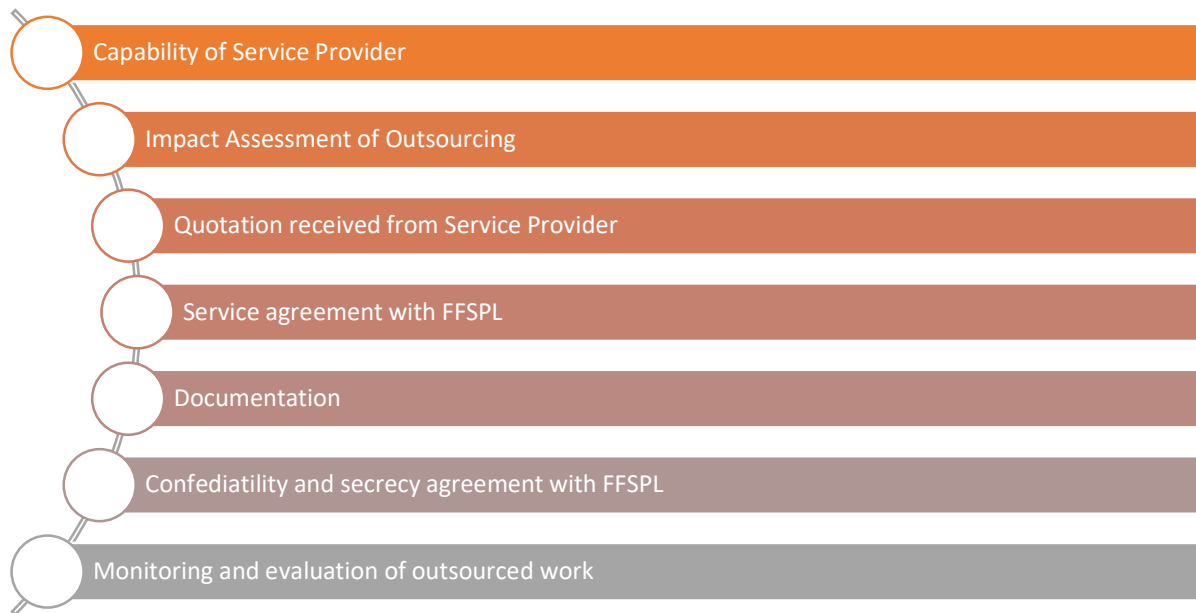 Capability of Service Provider
Impact Assessment of Outsourcing
Quotation received from Service Provider
Service agreement with FFSPL
Documentation
Confediatility and secrecy agreement with FFSPL
Monitoring and evaluation of outsourced work